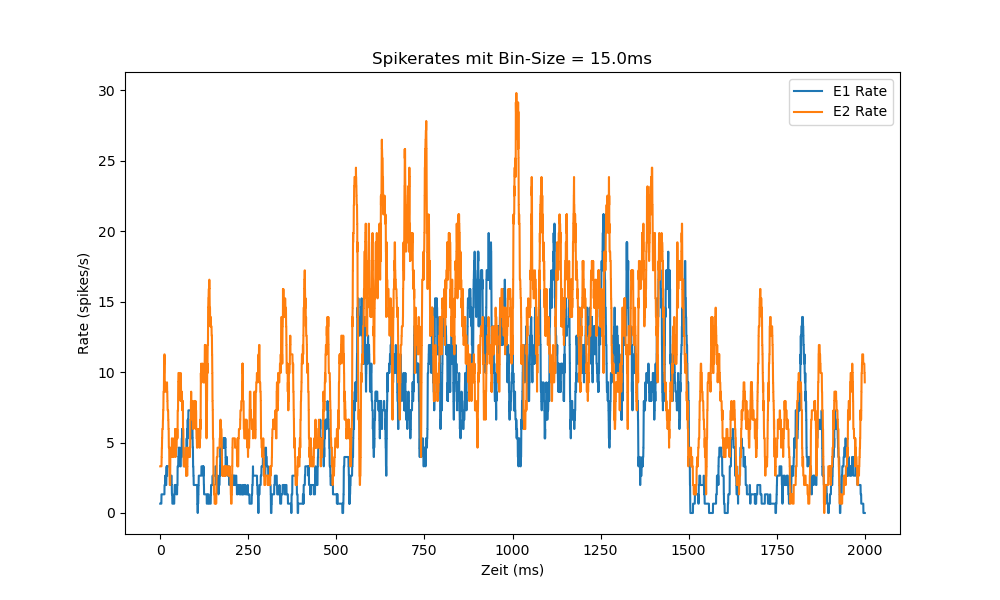 Spikerates mit Bin-Size = 15.0ms
E1 Rate
E2 Rate
30
25
20
15
10
5
0
Rate (spikes/s)
0 250 500 750 1000 1250 1500 1750 2000
Zeit (ms)